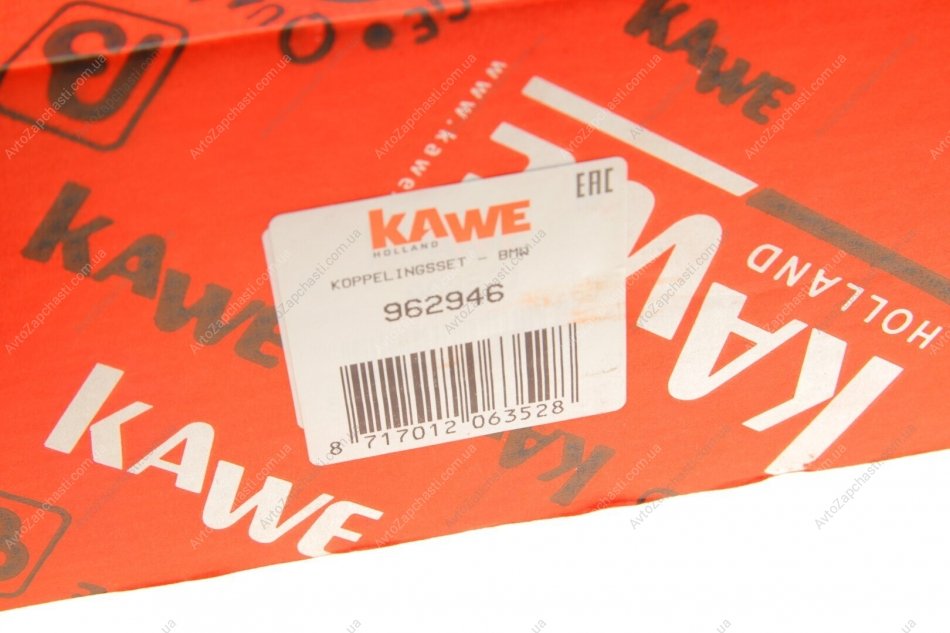 KAWE
www.kawe
KAWE
HOLLAND
EAC
KAWE
HOLLAND
KOPPELINGSSET - BMW
962946
8 717012 063528
KAWE
KAWE
KA
AvtoZapchasti.com.ua